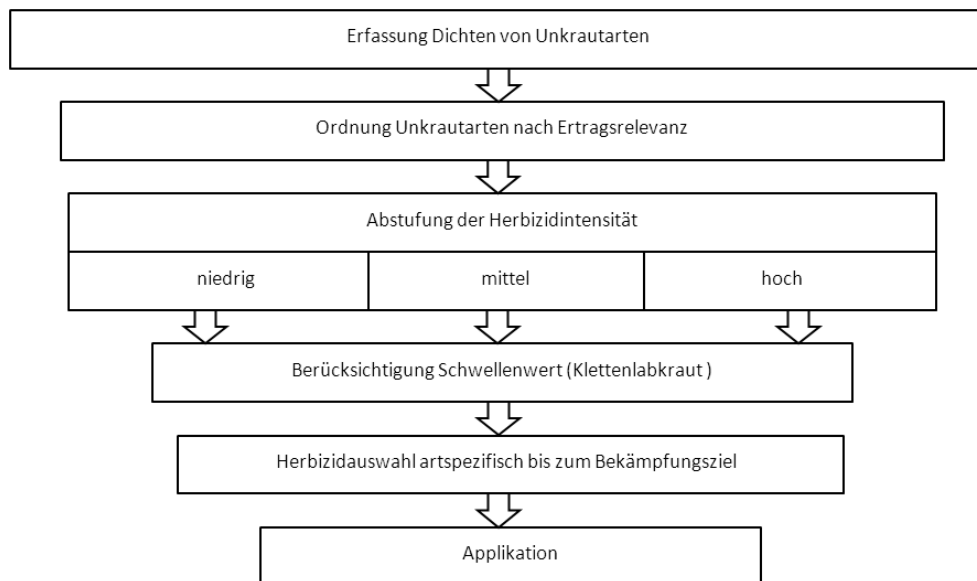 Erfassung Dichten von Unkrautarten
Ordnung Unkrautarten nach Ertragsrelevanz
Abstufung der Herbizidintensität
niedrig
mittel
hoch
Berücksichtigung Schwellenwert (Klettenlabkraut )
Herbizidauswahl artspezifisch bis zum Bekämpfungsziel
Applikation